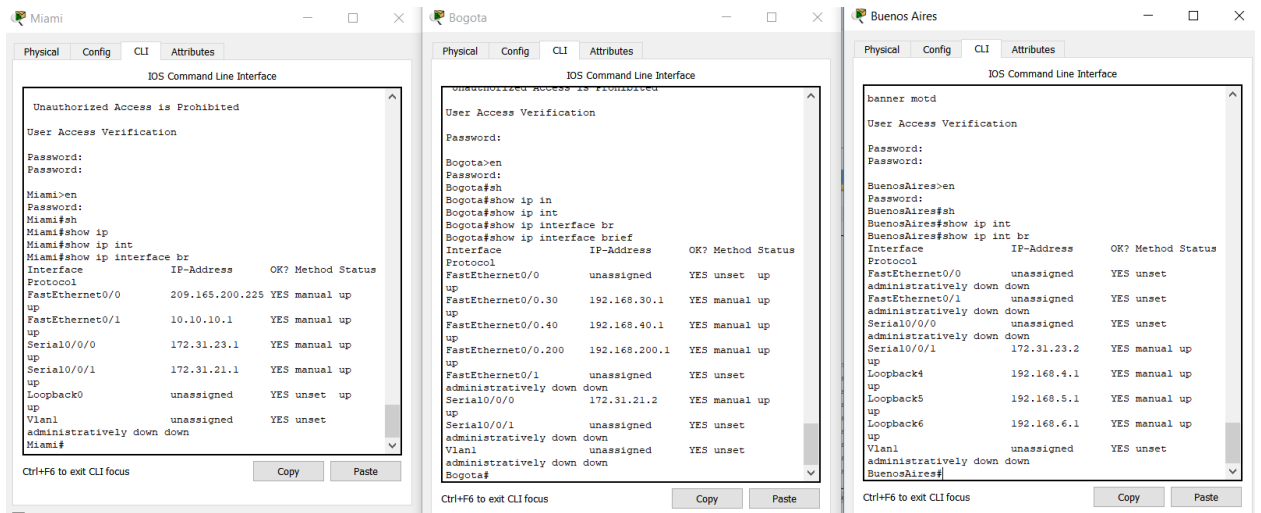 Miami
Physical Config CLI Attributes
IOS Command Line Interface
Unauthorized Access is Prohibited
User Access Verification
Password:
Password:
Miami>en
Password:
Miami#sh
Miami#show ip
Miami#show ip int
Miami#show ip interface br
Interface IP-Address OK? Method Status
Protocol
FastEthernet0/0 209.165.200.225 YES manual up
up
FastEthernet0/1 10.10.10.1 YES manual up
up
Serial0/0/0 172.31.23.1 YES manual up
up
Serial0/0/1 172.31.21.1 YES manual up
up
Loopback0 unassigned YES unset up
up
Vlan1 unassigned YES unset
administratively down down
Miami#
Ctrl+F6 to exit CLI focus
Copy Paste
Bogota
Physical Config CLI Attributes
IOS Command Line Interface
Unauthorized Access is Prohibited
User Access Verification
Password:
Bogota>en
Password:
Bogota#sh
Bogota#show ip in
Bogota#show ip int
Bogota#show ip interface br
Bogota#show ip interface brief
Interface IP-Address OK? Method Status
Protocol
FastEthernet0/0 unassigned YES unset up
up
FastEthernet0/0.30 192.168.30.1 YES manual up
up
FastEthernet0/0.40 192.168.40.1 YES manual up
up
FastEthernet0/0.200 192.168.200.1 YES manual up
up
FastEthernet0/1 unassigned YES unset
administratively down down
Serial0/0/0 172.31.21.2 YES manual up
up
Serial0/0/1 unassigned YES unset
administratively down down
Vlan1 unassigned YES unset
administratively down down
Bogota#
Ctrl+F6 to exit CLI focus
Copy Paste
Buenos Aires
Physical Config CLI Attributes
IOS Command Line Interface
banner motd
User Access Verification
Password:
Password:
BuenosAires>en
Password:
BuenosAires#sh
BuenosAires#show ip int
BuenosAires#show ip int br
Interface IP-Address OK? Method Status
Protocol
FastEthernet0/0 unassigned YES unset
administratively down down
FastEthernet0/1 unassigned YES unset
administratively down down
Serial0/0/0 unassigned YES unset
administratively down down
Serial0/0/1 172.31.23.2 YES manual up
up
Loopback4 192.168.4.1 YES manual up
up
Loopback5 192.168.5.1 YES manual up
up
Loopback6 192.168.6.1 YES manual up
up
Vlan1 unassigned YES unset
administratively down down
BuenosAires#
Ctrl+F6 to exit CLI focus
Copy Paste